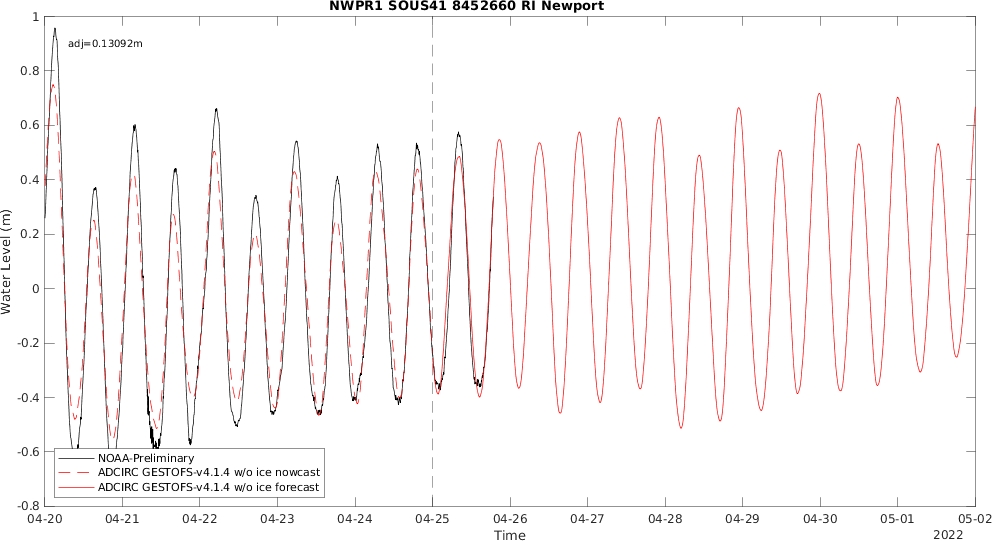 NWPR1 SOUS41 8452660 RI Newport
adj=0.13092m
Water Level (m)
1
0.8
0.6
0.4
0.2
0
-0.2
-0.4
-0.6
-0.8
NOAA-Preliminary
ADCIRC GESTOFS-v4.1.4 w/o ice nowcast
ADCIRC GESTOFS-v4.1.4 w/o ice forecast
04-20 04-21 04-22 04-23 04-24 04-25 04-26 04-27 04-28 04-29 04-30 05-01 05-02
Time
2022